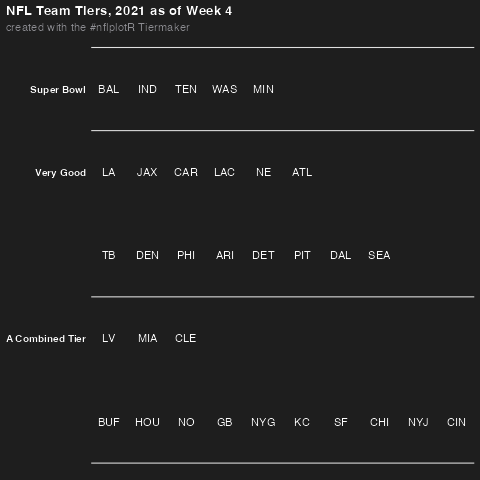 NFL Team Tiers, 2021 as of Week 4
created with the #nflplotR Tiermaker
Super Bowl BAL IND TEN WAS MIN
Very Good LA JAX CAR LAC NE ATL
TB DEN PHI ARI DET PIT DAL SEA
A Combined Tier LV MIA CLE
BUF HOU NO GB NYG KC SF CHI NYJ CIN